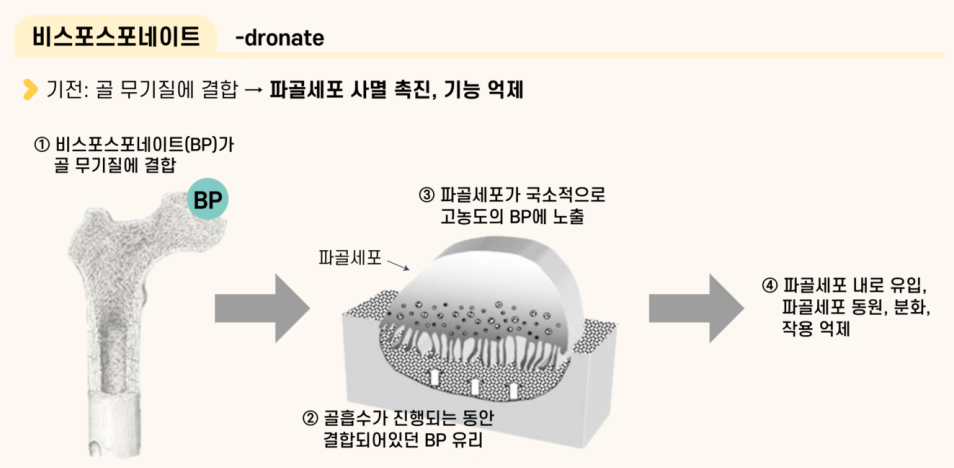 비스포스포네이트 -dronate
기전: 골 무기질에 결합 → 파골세포 사멸 촉진, 기능 억제
① 비스포스포네이트(BP)가
골 무기질에 결합
BP
③ 파골세포가 국소적으로
고농도의 BP에 노출
파골세포
④ 파골세포 내로 유입,
파골세포 동원, 분화,
작용 억제
② 골흡수가 진행되는 동안
결합되어있던 BP 유리